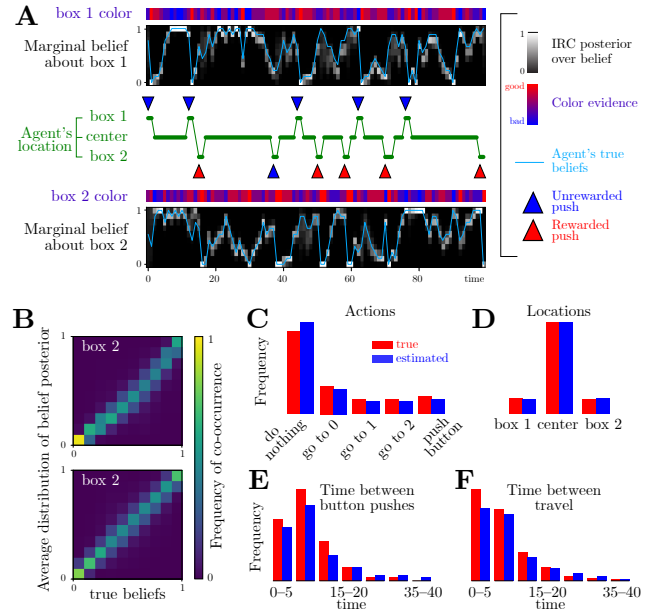 A
box 1 color
Marginal belief
about box 1
1
0
Agent's
location
box 1
center
box 2
box 2 color
Marginal belief
about box 2
1
0
0
20
40
60
80
time
1
0
IRC posterior
over belief
good
bad
Color evidence
Agent's true
beliefs
Unrewarded
push
Rewarded
push
B
Average distribution of belief posterior
1
box 2
0
1
box 2
0
0
1
true beliefs
1
0
Frequency of co-occurrence
C
Actions
Frequency
true
estimated
do
nothing
go to 0
go to 1
go to 2
push
button
D
Locations
box 1
center
box 2
E
Time between
button pushes
Frequency
0–5
15–20
35–40
time
F
Time between
travel
0–5
15–20
35–40
time